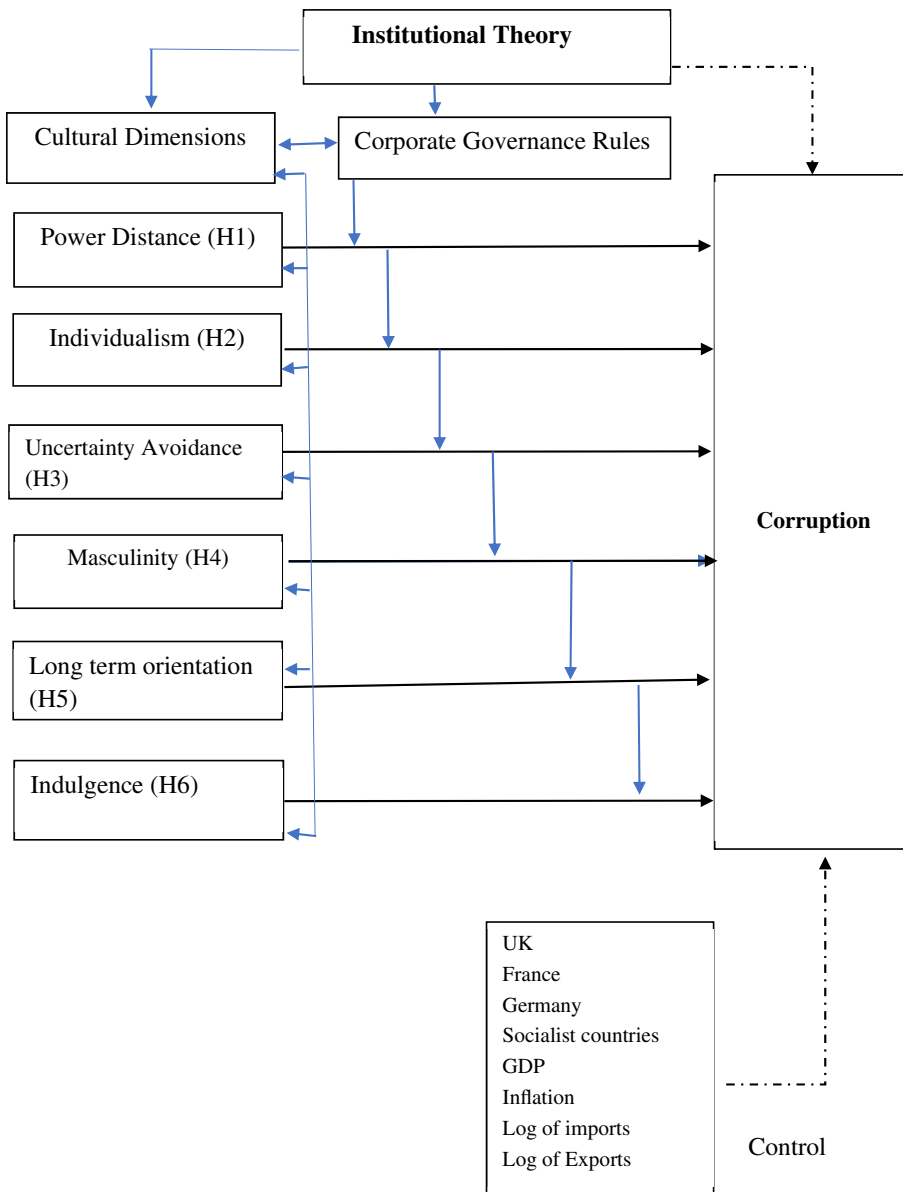 Institutional Theory
Cultural Dimensions
Corporate Governance Rules
Power Distance (H1)
Individualism (H2)
Uncertainty Avoidance
(H3)
Corruption
Masculinity (H4)
Long term orientation
(H5)
Indulgence (H6)
UK
France
Germany
Socialist countries
GDP
Inflation
Log of imports
Log of Exports
Control